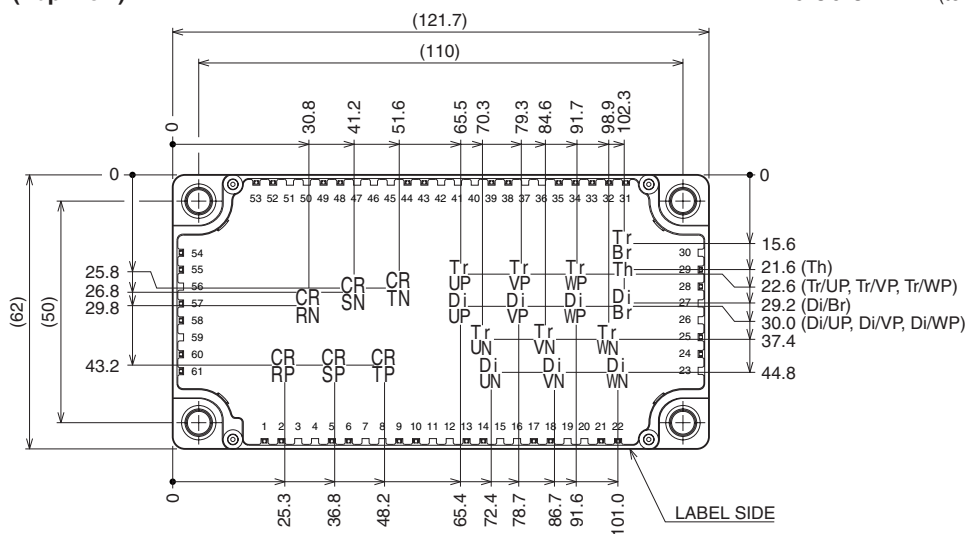 (121.7)
(110)
0 30.8 41.2 51.6 65.5 70.3 79.3 84.6 91.7 98.9 102.3
0 0
53 52 51 50 49 48 47 46 45 44 43 42 41 40 39 38 37 36 35 34 33 32 31
(62)
(50)
25.8
26.8
29.8
43.2
54
55
56
57
58
59
60
61
CR RN
CR SN
CR TN
CR RP
CR SP
CR TP
Tr UP
Di UP
Tr VP
Di VP
Tr WP
Di WP
Tr Br
Th
Di Br
Tr UN
Di UN
Tr VN
Di VN
Tr WN
Di WN
30
29
28
27
26
25
24
23
15.6
21.6 (Th)
22.6 (Tr/UP, Tr/VP, Tr/WP)
29.2 (Di/Br)
30.0 (Di/UP, Di/VP, Di/WP)
37.4
44.8
1 2 3 4 5 6 7 8 9 10 11 12 13 14 15 16 17 18 19 20 21 22
0 25.3 36.8 48.2 65.4 72.4 78.7 86.7 91.6 101.0
LABEL SIDE